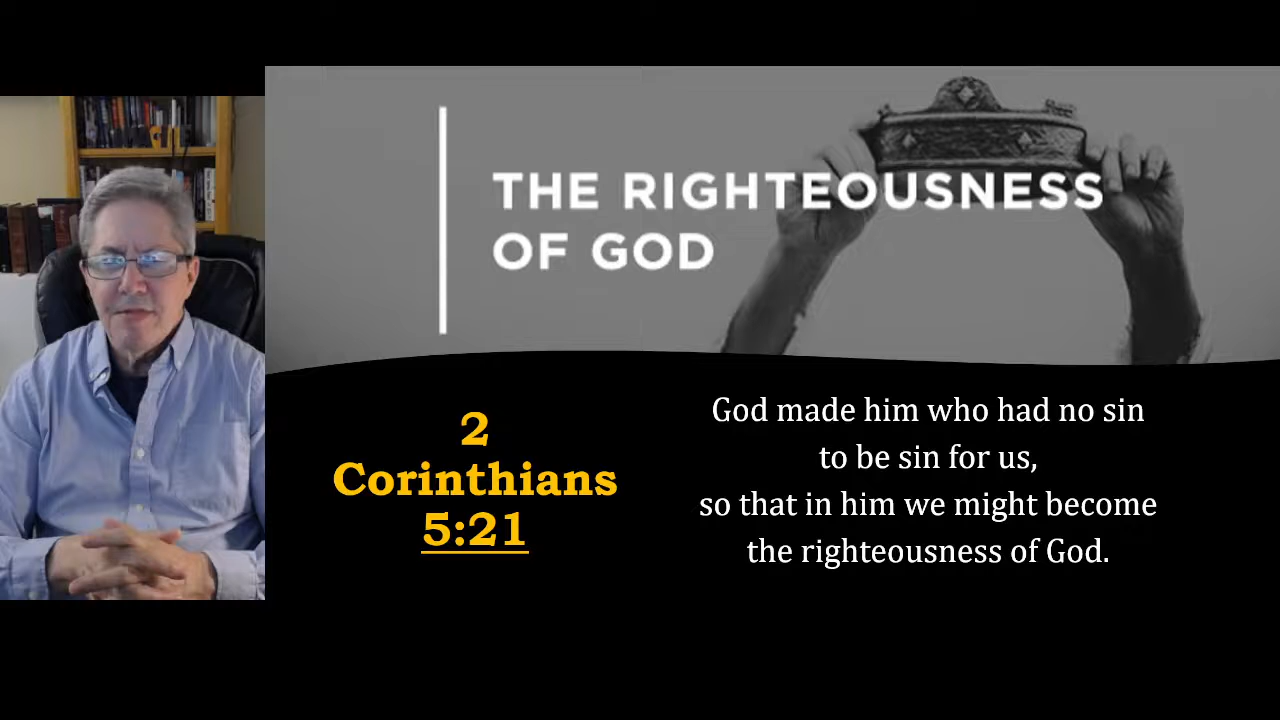 THE RIGHTEOUSNESS
OF GOD
2
Corinthians
5:21
God made him who had no sin
to be sin for us,
so that in him we might become
the righteousness of God.